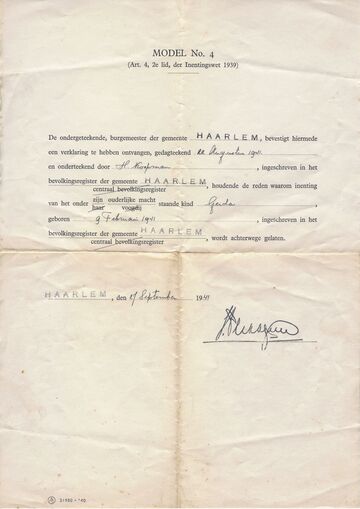 MODEL No. 4
(Art. 4, 2e lid, der Inentingswet 1939)
De ondergeteekende, burgemeester der gemeente HAARLEM, bevestigt hiermede
een verklaring te hebben ontvangen, gedagteekend 22 Augustus 1941
en onderteekend door H. Koopman, ingeschreven in het
bevolkingsregister der gemeente HAARLEM, houdende de reden waarom inenting
centraal bevolkingsregister
van het onder zijn ouderlijke macht staande kind Gerda,
haar voogdij
geboren 9 Februari 1941, ingeschreven in het
bevolkingsregister der gemeente HAARLEM, wordt achterwege gelaten.
centraal bevolkingsregister
HAARLEM, den September 1941
31980 - '40